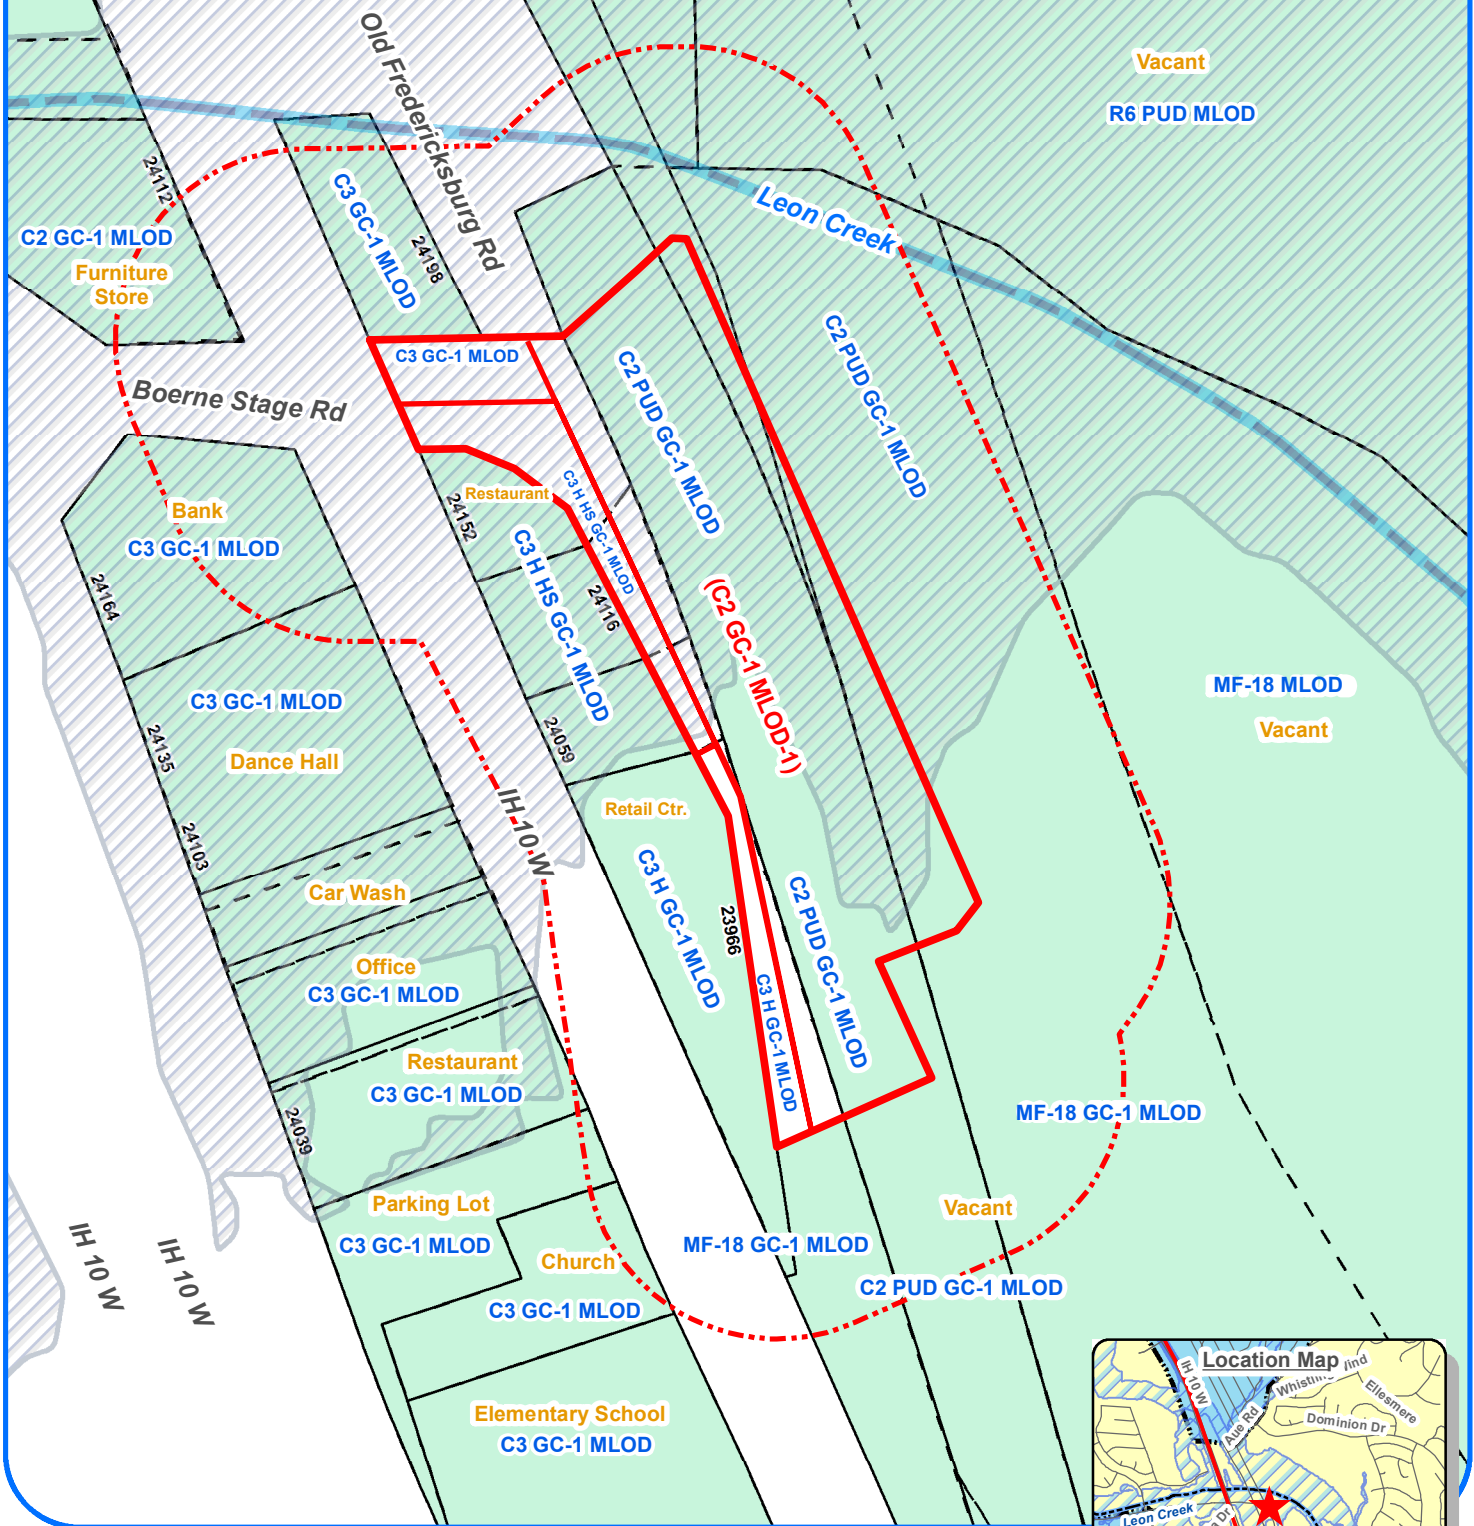 Old Fredericksburg Rd
Vacant
R6 PUD MLOD
24112
C3 GC-1 MLOD
24198
Leon Creek
C2 GC-1 MLOD
Furniture
Store
C3 GC-1 MLOD
C2 PUD GC-1 MLOD
C2 PUD GC-1 MLOD
Boerne Stage Rd
Restaurant
C3 H HS GC-1 MLOD
24152
Bank
C3 GC-1 MLOD
C3 H HS GC-1 MLOD
24116
24164
(C2 GC-1 MLOD-1)
MF-18 MLOD
Vacant
C3 GC-1 MLOD
24135
24059
Dance Hall
Retail Ctr.
IH 10 W
24103
C3 H GC-1 MLOD
Car Wash
23966
C2 PUD GC-1 MLOD
Office
C3 GC-1 MLOD
C3 H GC-1 MLOD
Restaurant
C3 GC-1 MLOD
MF-18 GC-1 MLOD
24039
Parking Lot
C3 GC-1 MLOD
Vacant
MF-18 GC-1 MLOD
IH 10 W
IH 10 W
Church
C2 PUD GC-1 MLOD
C3 GC-1 MLOD
Elementary School
C3 GC-1 MLOD
Location Map
IH 10 W
Whistling
Ellesmere
Aue Rd
Dominion Dr
Leon Creek
Dr